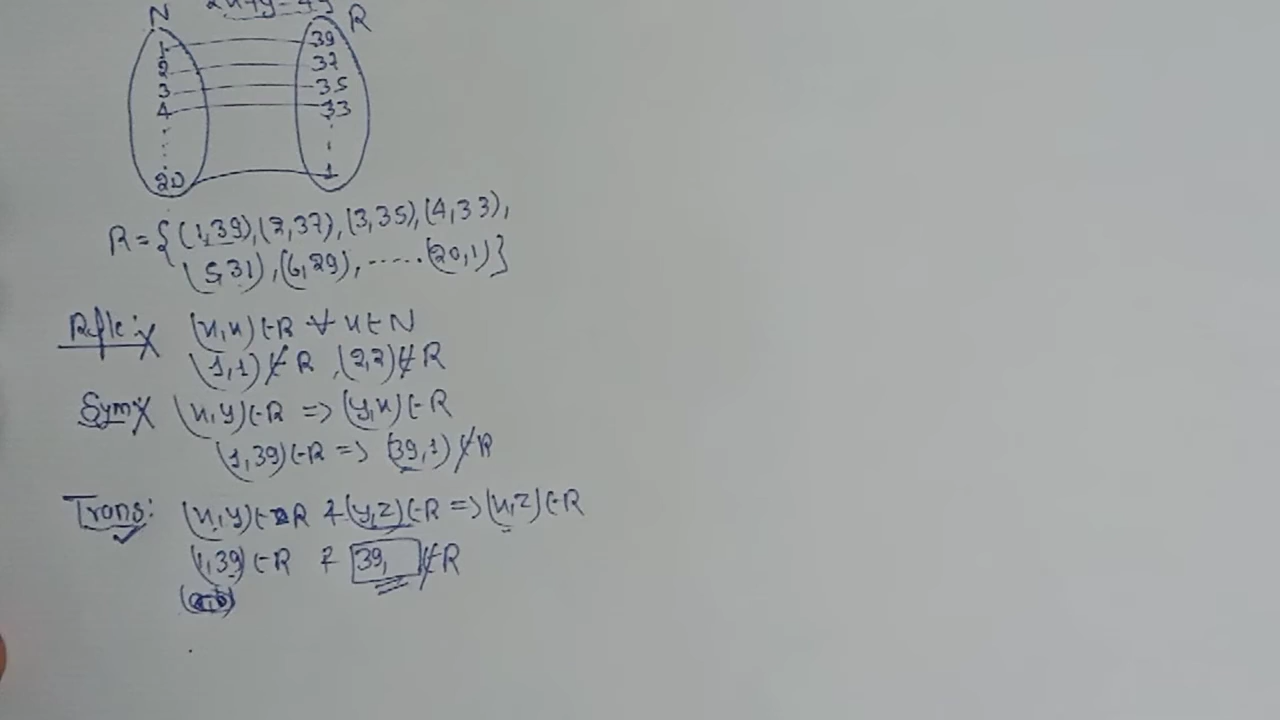 N R
1 39
2 37
3 35
4 33
20 1
R = {(1,39),(2,37),(3,35),(4,33),
(5,31),(6,29),.....(20,1)}
Refle: X (x,x)∈R ∀ x∈N
(1,1)∉R ,(2,2)∉R
Sym X (x,y)∈R => (y,x)∈R
(1,39)∈R => (39,1)∉R
Trans: ✓ (x,y)∈R & (y,z)∈R => (x,z)∈R
(1,39)∈R & 39, ∉R